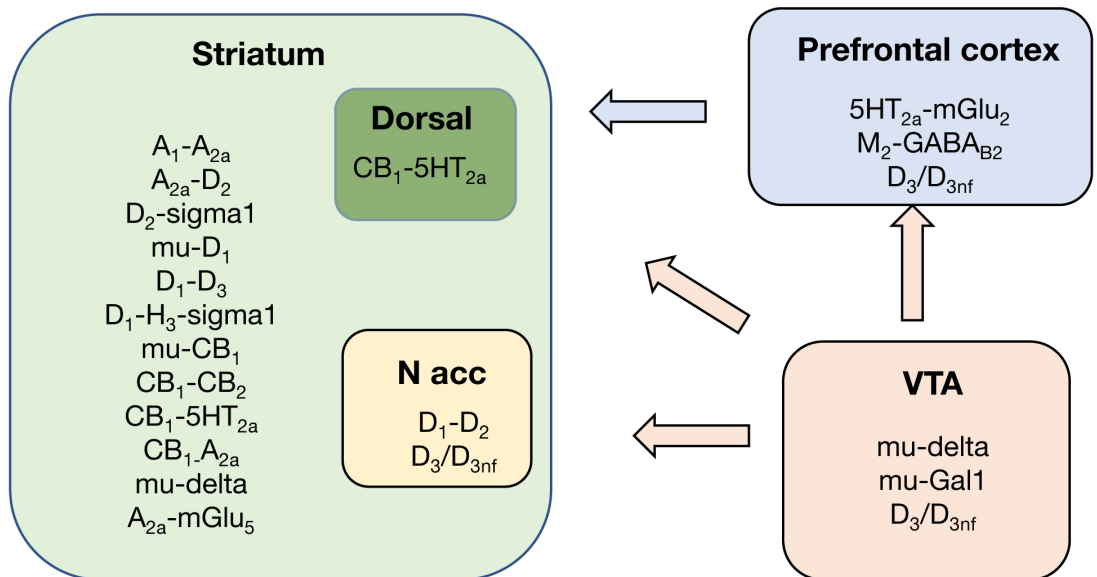 Striatum
A1-A2a
A2a-D2
D2-sigma1
mu-D1
D1-D3
D1-H3-sigma1
mu-CB1
CB1-CB2
CB1-5HT2a
CB1-A2a
mu-delta
A2a-mGlu5
Dorsal
CB1-5HT2a
N acc
D1-D2
D3/D3nf
Prefrontal cortex
5HT2a-mGlu2
M2-GABAB2
D3/D3nf
VTA
mu-delta
mu-Gal1
D3/D3nf